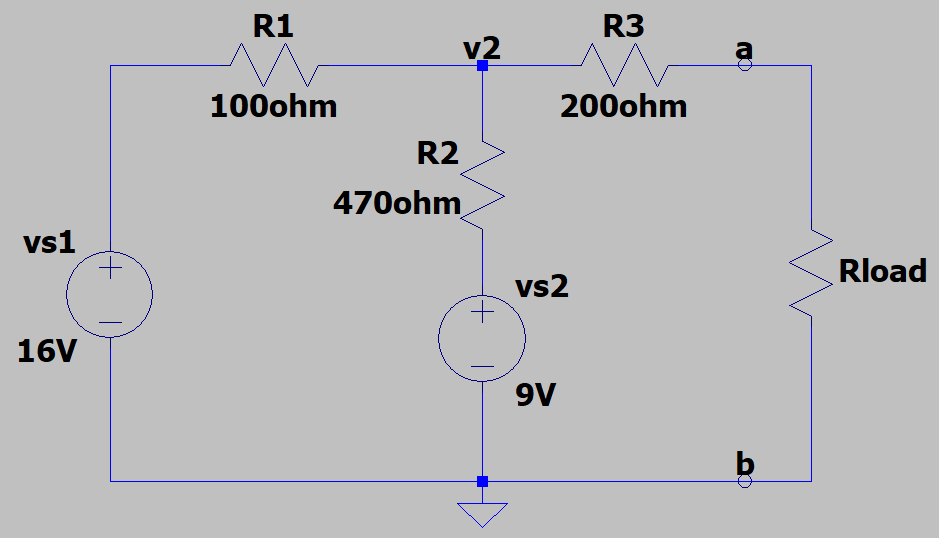 R1
100ohm
v2
R3
200ohm
a
R2
470ohm
vs1
16V
vs2
9V
Rload
b